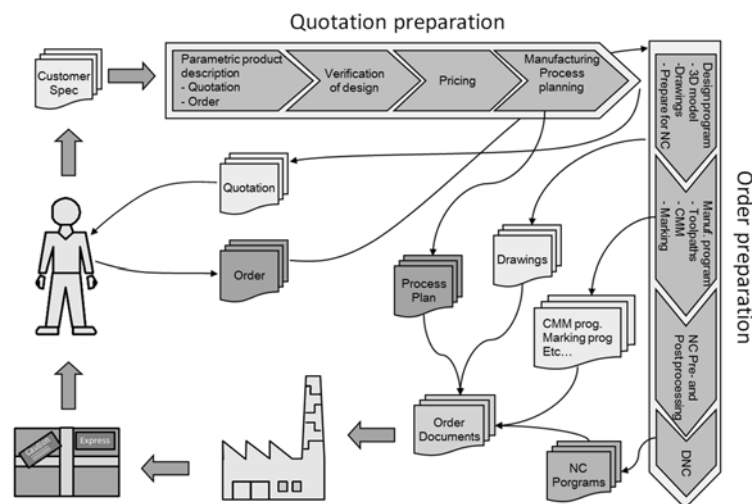 Quotation preparation
Customer
Spec
Parametric product
description
- Quotation
- Order
Verification
of design
Pricing
Manufacturing
Process
planning
Design program
- 3D model
- Drawings
- Prepare for NC
Manuf. program
- Toolpaths
- CMM
- Marking
NC Pre- and
Post processing
DNC
Order preparation
Quotation
Order
Process
Plan
Drawings
CMM prog.
Marking prog
Etc...
Order
Documents
NC
Porgrams
Express